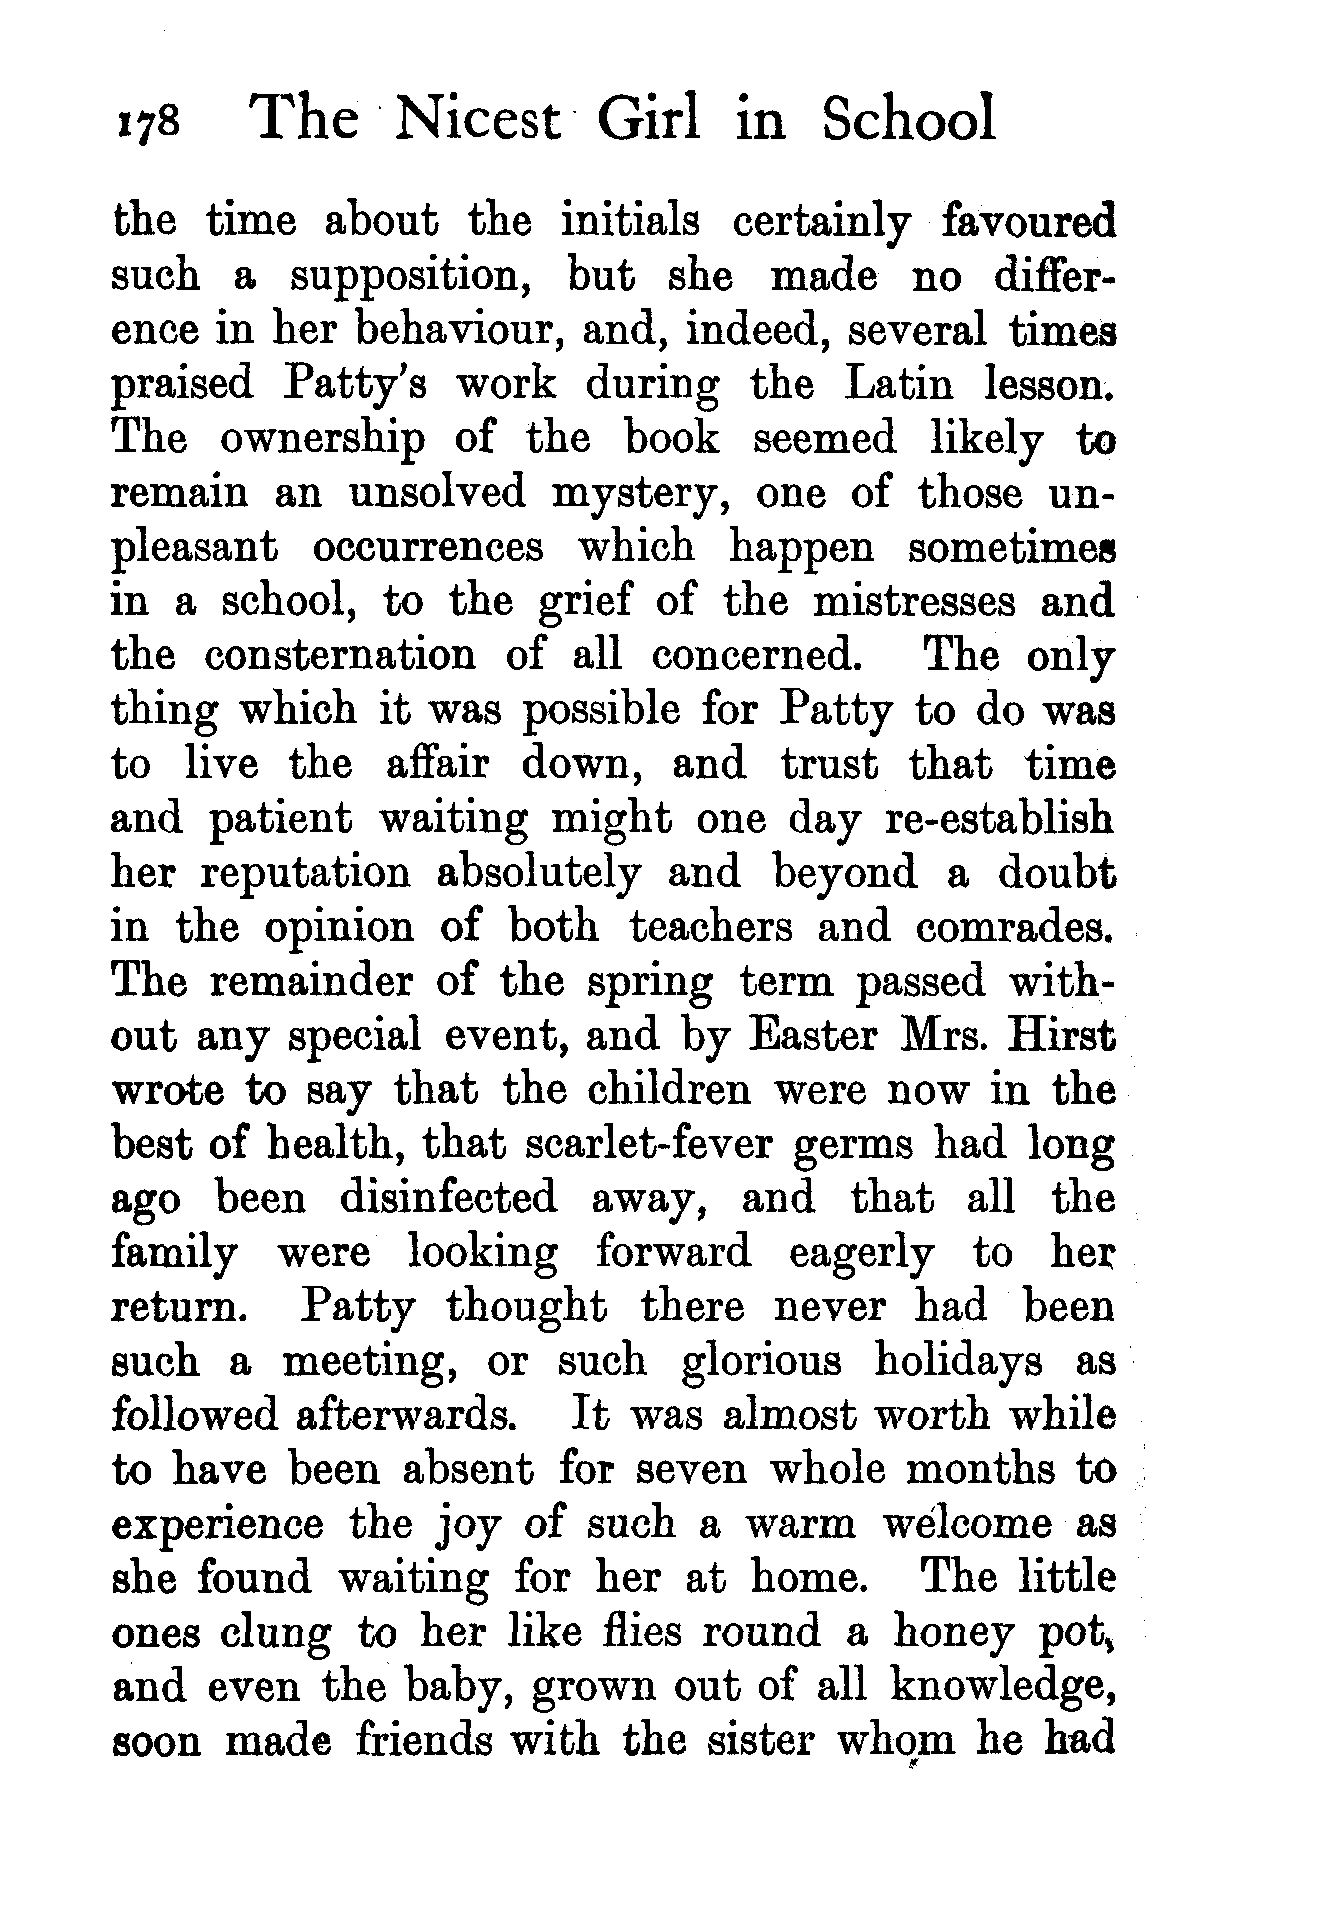 178 The Nicest Girl in School
the time about the initials certainly favoured
such a supposition, but she made no differ-
ence in her behaviour, and, indeed, several times
praised Patty's work during the Latin lesson.
The ownership of the book seemed likely to
remain an unsolved mystery, one of those un-
pleasant occurrences which happen sometimes
in a school, to the grief of the mistresses and
the consternation of all concerned. The only
thing which it was possible for Patty to do was
to live the affair down, and trust that time
and patient waiting might one day re-establish
her reputation absolutely and beyond a doubt
in the opinion of both teachers and comrades.
The remainder of the spring term passed with-
out any special event, and by Easter Mrs. Hirst
wrote to say that the children were now in the
best of health, that scarlet-fever germs had long
ago been disinfected away, and that all the
family were looking forward eagerly to her
return. Patty thought there never had been
such a meeting, or such glorious holidays as
followed afterwards. It was almost worth while
to have been absent for seven whole months to
experience the joy of such a warm welcome as
she found waiting for her at home. The little
ones clung to her like flies round a honey pot,
and even the baby, grown out of all knowledge,
soon made friends with the sister whom he had